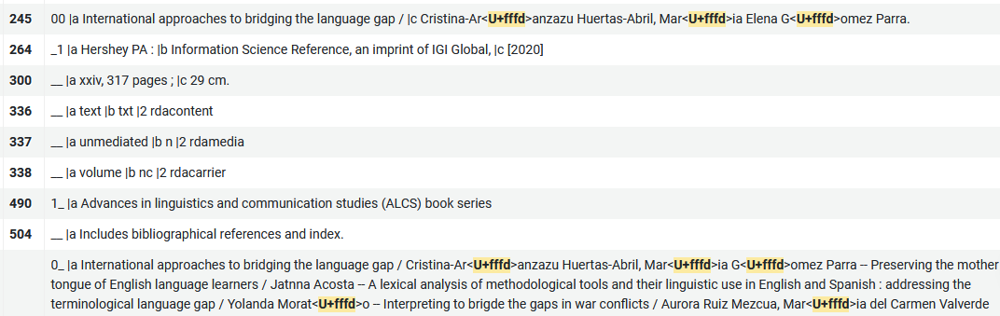 245 00 |a International approaches to bridging the language gap / |c Cristina-Ar<U+fffd>anzazu Huertas-Abril, Mar<U+fffd>ia Elena G<U+fffd>omez Parra.
264 _1 |a Hershey PA : |b Information Science Reference, an imprint of IGI Global, |c [2020]
300 __ |a xxiv, 317 pages ; |c 29 cm.
336 __ |a text |b txt |2 rdacontent
337 __ |a unmediated |b n |2 rdamedia
338 __ |a volume |b nc |2 rdacarrier
490 1_ |a Advances in linguistics and communication studies (ALCS) book series
504 __ |a Includes bibliographical references and index.
0_ |a International approaches to bridging the language gap / Cristina-Ar<U+fffd>anzazu Huertas-Abril, Mar<U+fffd>ia G<U+fffd>omez Parra -- Preserving the mother
tongue of English language learners / Jatnna Acosta -- A lexical analysis of methodological tools and their linguistic use in English and Spanish : addressing the
terminological language gap / Yolanda Morat<U+fffd>o -- Interpreting to brigde the gaps in war conflicts / Aurora Ruiz Mezcua, Mar<U+fffd>ia del Carmen Valverde